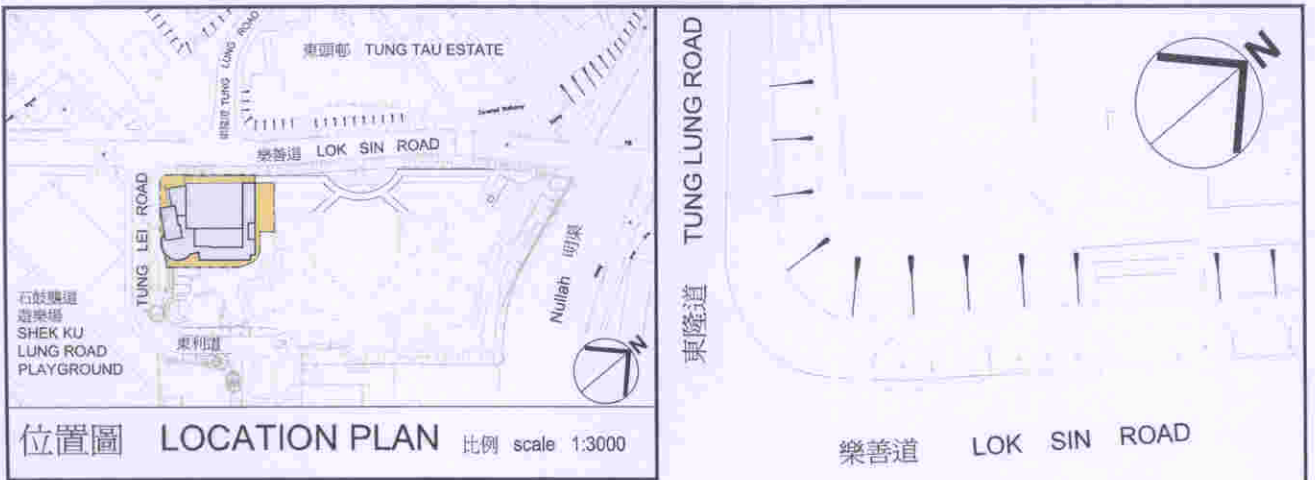 東頭邨 TUNG TAU ESTATE
東隆道 TUNG LUNG ROAD
樂善道 LOK SIN ROAD
TUNG LEI ROAD
石鼓壟道
遊樂場
SHEK KU
LUNG ROAD
PLAYGROUND
東利道
Nullah 明渠
N
位置圖 LOCATION PLAN 比例 scale 1:3000
東隆道 TUNG LUNG ROAD
N
樂善道 LOK SIN ROAD